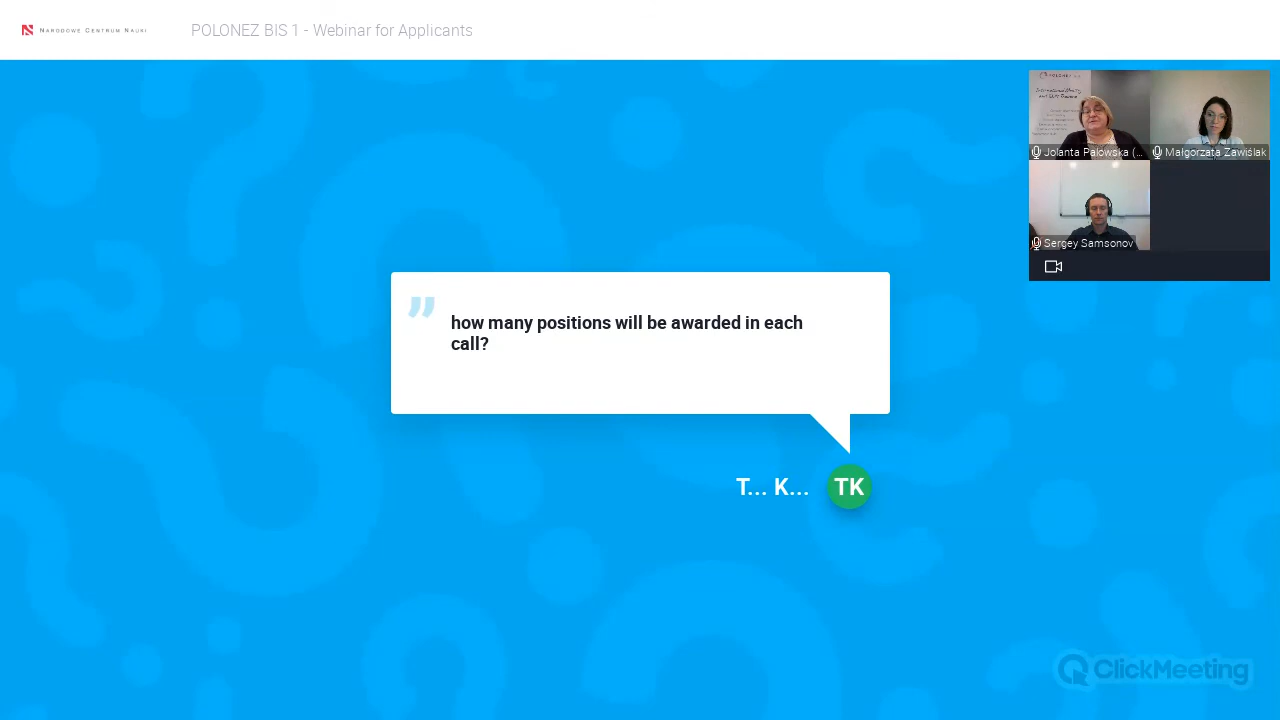 NARODOWE CENTRUM NAUKI
POLONEZ BIS 1 - Webinar for Applicants
Jolanta Palowska (...
Małgorzata Zawiślak
Sergey Samsonov
”
how many positions will be awarded in each
call?
T... K...
TK
ClickMeeting